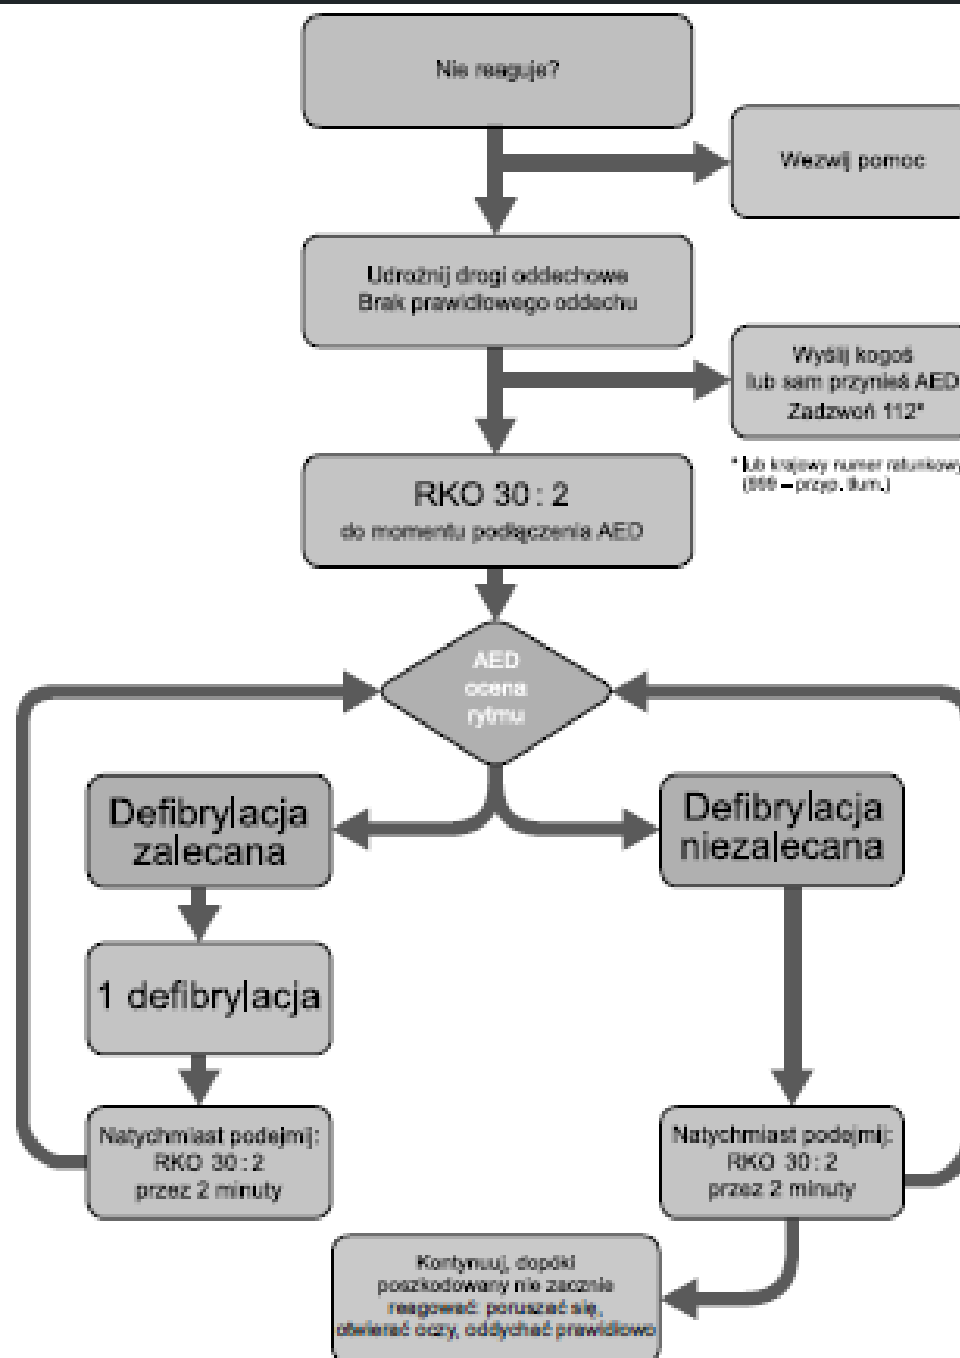 Nie reaguje?
Wezwij pomoc
Udrożnij drogi oddechowe
Brak prawidłowego oddechu
Wyślij kogoś
lub sam przynieś AED
Zadzwoń 112*
* lub krajowy numer ratunkowy
(999 – przyp. tłum.)
RKO 30 : 2
do momentu podłączenia AED
AED
ocena
rytmu
Defibrylacja
zalecana
Defibrylacja
niezalecana
1 defibrylacja
Natychmiast podejmij:
RKO 30 : 2
przez 2 minuty
Natychmiast podejmij:
RKO 30 : 2
przez 2 minuty
Kontynuuj, dopóki
poszkodowany nie zacznie
reagować: poruszać się,
otwierać oczy, oddychać prawidłowo